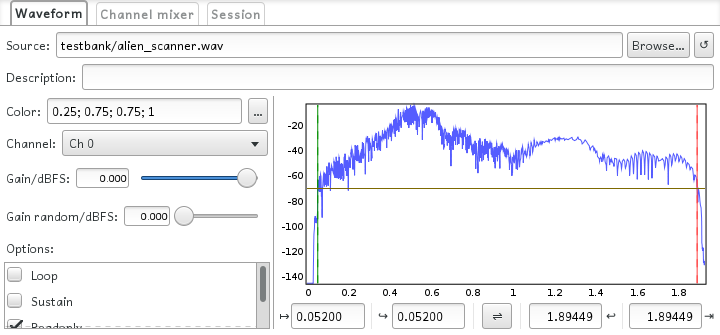 Waveform Channel mixer Session
Source: testbank/alien_scanner.wav Browse... ↺
Description:
Color: 0.25; 0.75; 0.75; 1 ...
Channel: Ch 0
Gain/dBFS: 0.000
Gain random/dBFS: 0.000
Options:
Loop
Sustain
Readonly
-20
-40
-60
-80
-100
-120
-140
0 0.2 0.4 0.6 0.8 1 1.2 1.4 1.6 1.8
↦ 0.05200 ↪ 0.05200 ⇌ 1.89449 ↩ 1.89449 ⇥